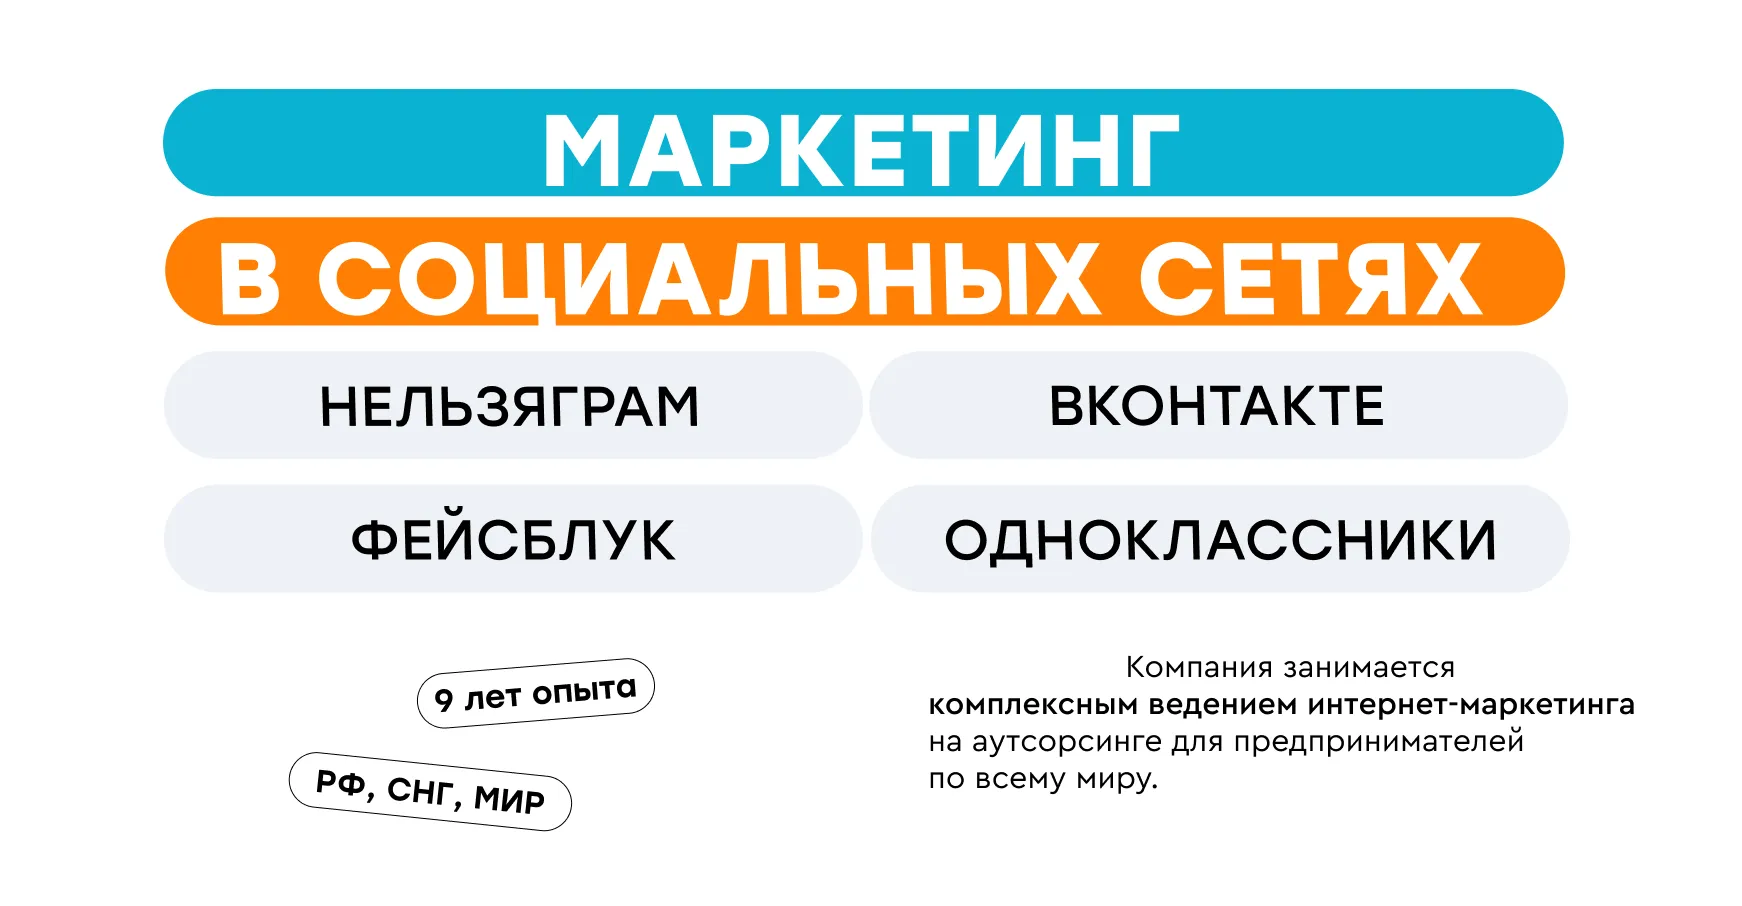 МАРКЕТИНГ
В СОЦИАЛЬНЫХ СЕТЯХ
НЕЛЬЗЯГРАМ
ВКОНТАКТЕ
ФЕЙСБЛУК
ОДНОКЛАССНИКИ
9 лет опыта
РФ, СНГ, МИР
Компания занимается
комплексным ведением интернет-маркетинга
на аутсорсинге для предпринимателей
по всему миру.